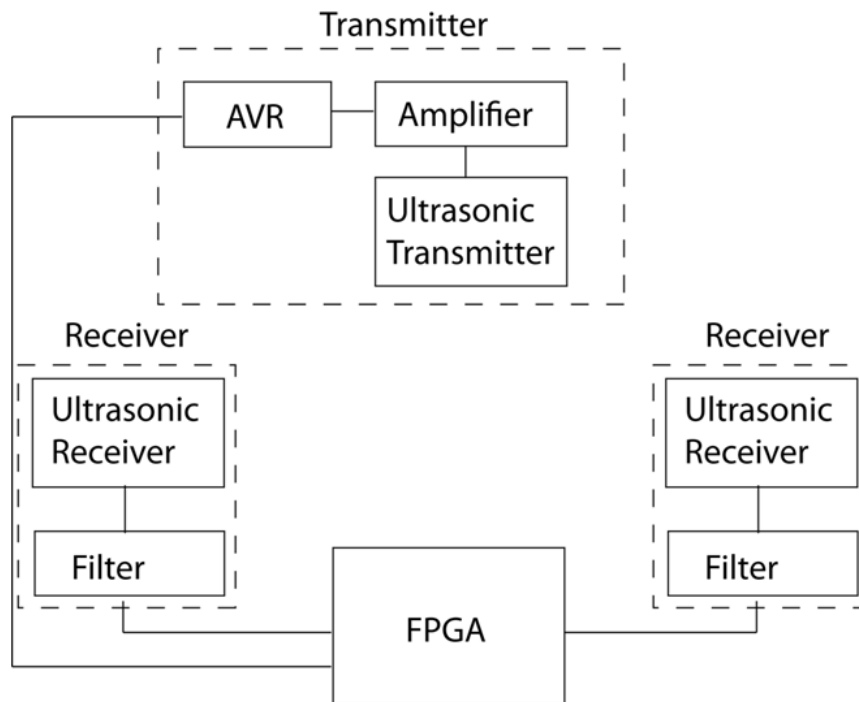 Transmitter
AVR
Amplifier
Ultrasonic
Transmitter
Receiver
Ultrasonic
Receiver
Filter
Receiver
Ultrasonic
Receiver
Filter
FPGA